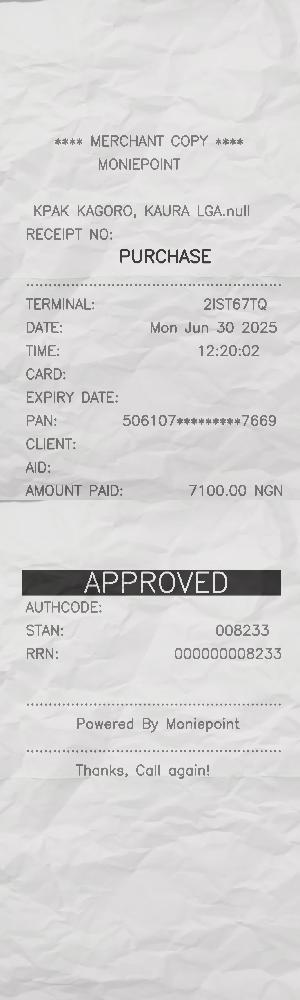 **** MERCHANT COPY ****
MONIEPOINT
KPAK KAGORO, KAURA LGA.null
RECEIPT NO:
PURCHASE
TERMINAL: 2IST67TQ
DATE: Mon Jun 30 2025
TIME: 12:20:02
CARD:
EXPIRY DATE:
PAN: 506107*********7669
CLIENT:
AID:
AMOUNT PAID: 7100.00 NGN
APPROVED
AUTHCODE:
STAN: 008233
RRN: 000000008233
Powered By Moniepoint
Thanks, Call again!